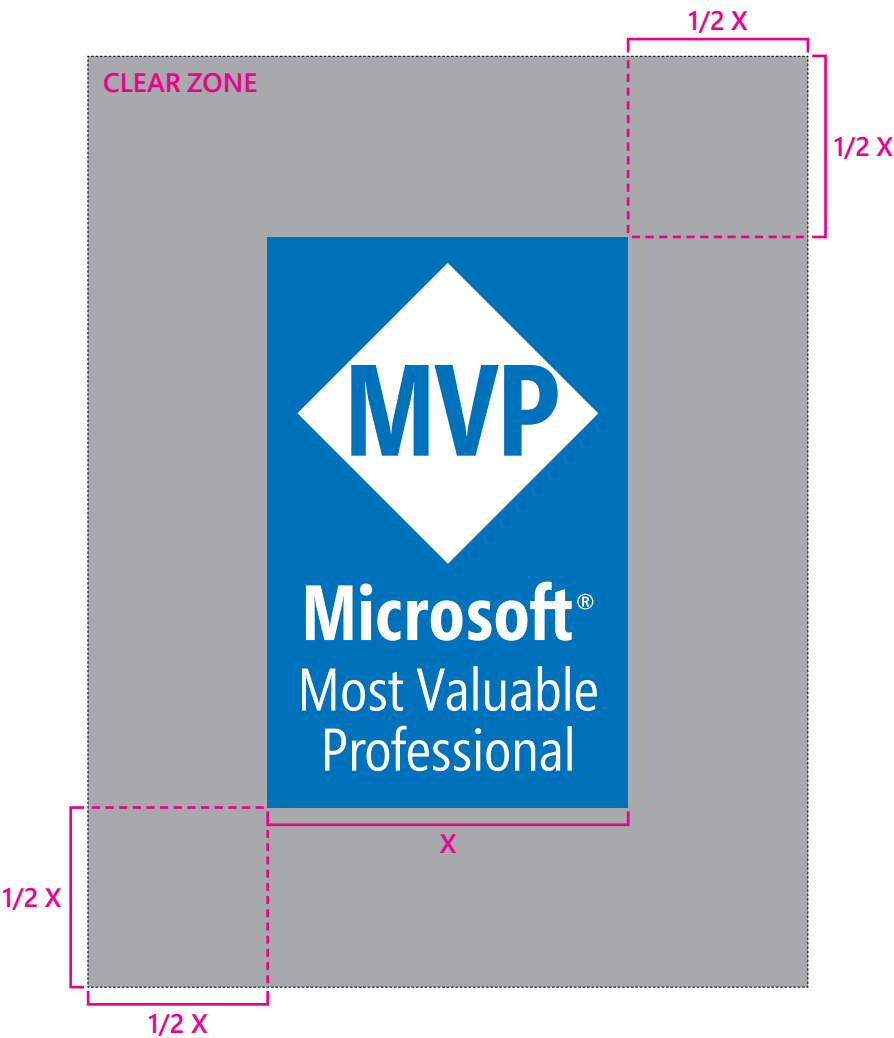 1/2 X
CLEAR ZONE
1/2 X
MVP
Microsoft®
Most Valuable
Professional
X
1/2 X
1/2 X